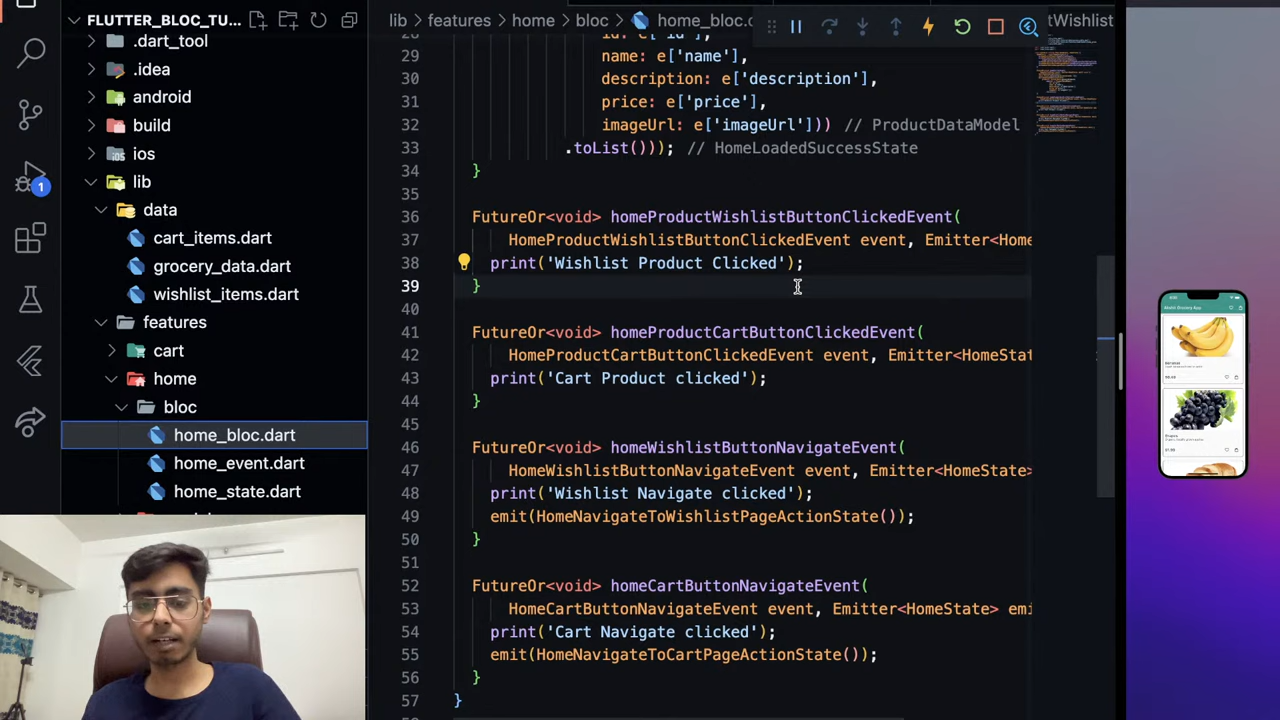 FLUTTER_BLOC_TU...
.dart_tool
.idea
android
build
ios
1
lib
data
cart_items.dart
grocery_data.dart
wishlist_items.dart
features
cart
home
bloc
home_bloc.dart
home_event.dart
home_state.dart
lib > features > home > bloc > home_bloc.d
tWishlist
28
29 name: e['name'],
30 description: e['description'],
31 price: e['price'],
32 imageUrl: e['imageUrl'])) // ProductDataModel
33 .toList())); // HomeLoadedSuccessState
34 }
35
36 FutureOr<void> homeProductWishlistButtonClickedEvent(
37 HomeProductWishlistButtonClickedEvent event, Emitter<Home
38 print('Wishlist Product Clicked');
39 }
40
41 FutureOr<void> homeProductCartButtonClickedEvent(
42 HomeProductCartButtonClickedEvent event, Emitter<HomeStat
43 print('Cart Product clicked');
44 }
45
46 FutureOr<void> homeWishlistButtonNavigateEvent(
47 HomeWishlistButtonNavigateEvent event, Emitter<HomeState>
48 print('Wishlist Navigate clicked');
49 emit(HomeNavigateToWishlistPageActionState());
50 }
51
52 FutureOr<void> homeCartButtonNavigateEvent(
53 HomeCartButtonNavigateEvent event, Emitter<HomeState> emi
54 print('Cart Navigate clicked');
55 emit(HomeNavigateToCartPageActionState());
56 }
57 }